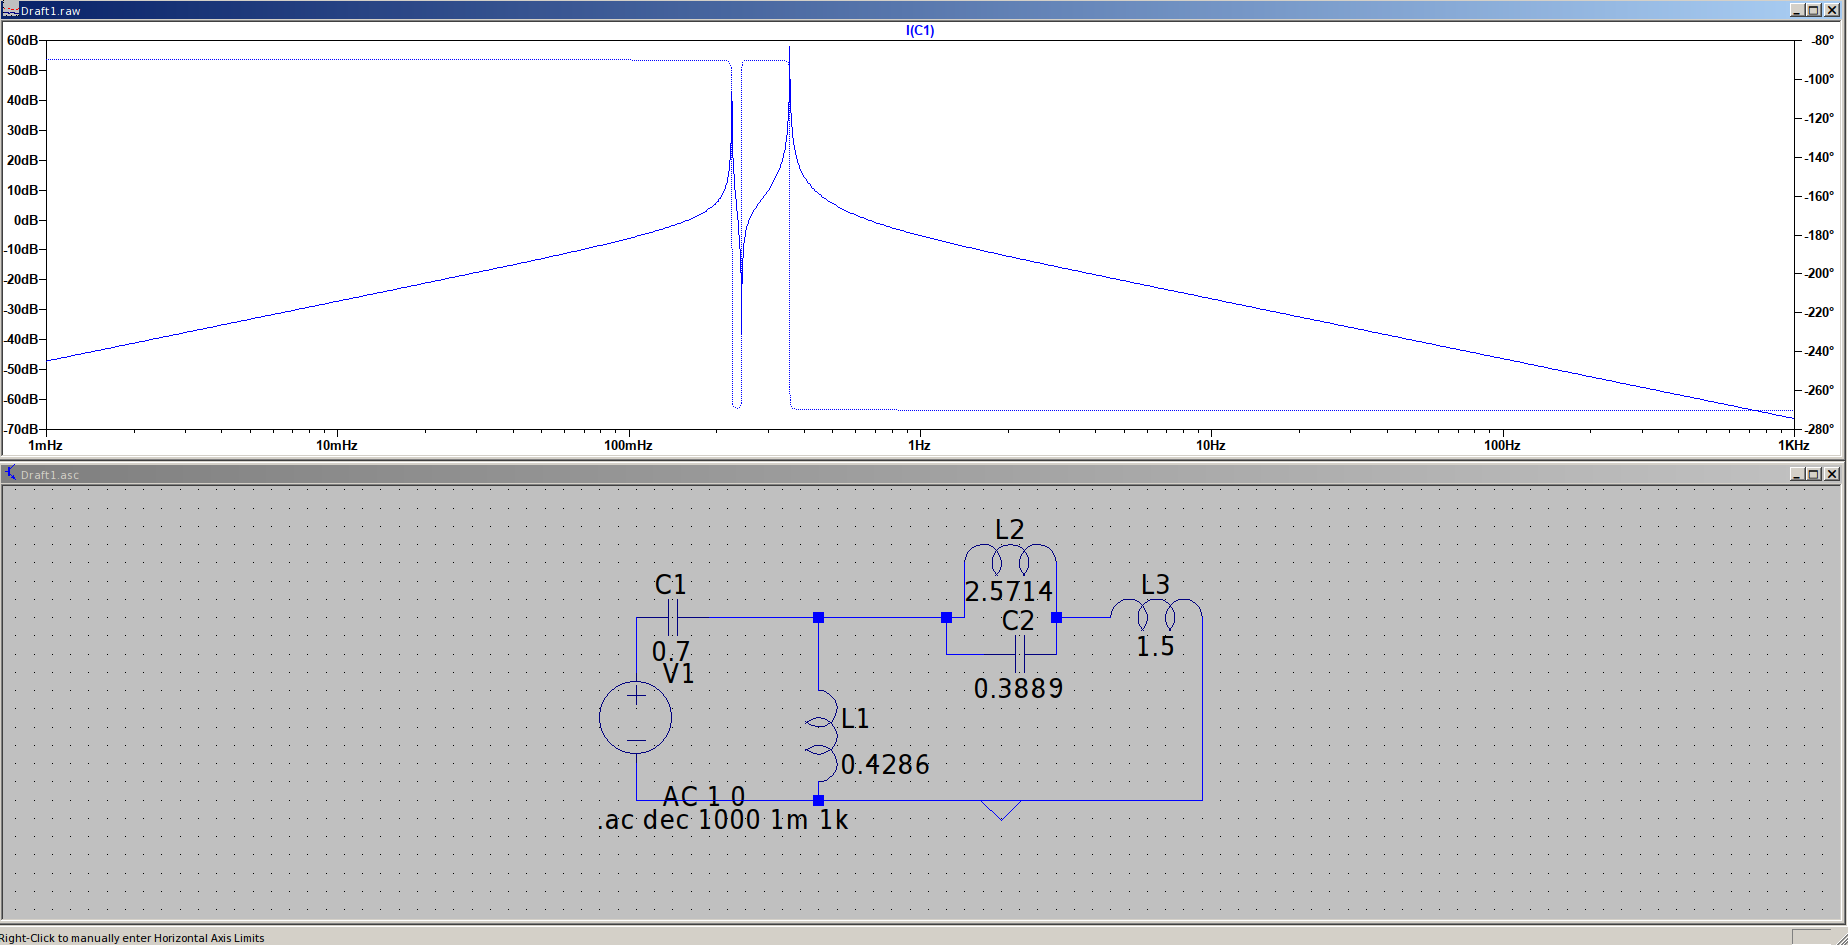 Draft1.raw
I(C1)
60dB
50dB
40dB
30dB
20dB
10dB
0dB
-10dB
-20dB
-30dB
-40dB
-50dB
-60dB
-70dB
-80°
-100°
-120°
-140°
-160°
-180°
-200°
-220°
-240°
-260°
-280°
1mHz 10mHz 100mHz 1Hz 10Hz 100Hz 1KHz
Draft1.asc
L2
2.5714
C1
0.7
C2
0.3889
L3
1.5
V1
L1
0.4286
AC 1 0
.ac dec 1000 1m 1k
Right-Click to manually enter Horizontal Axis Limits